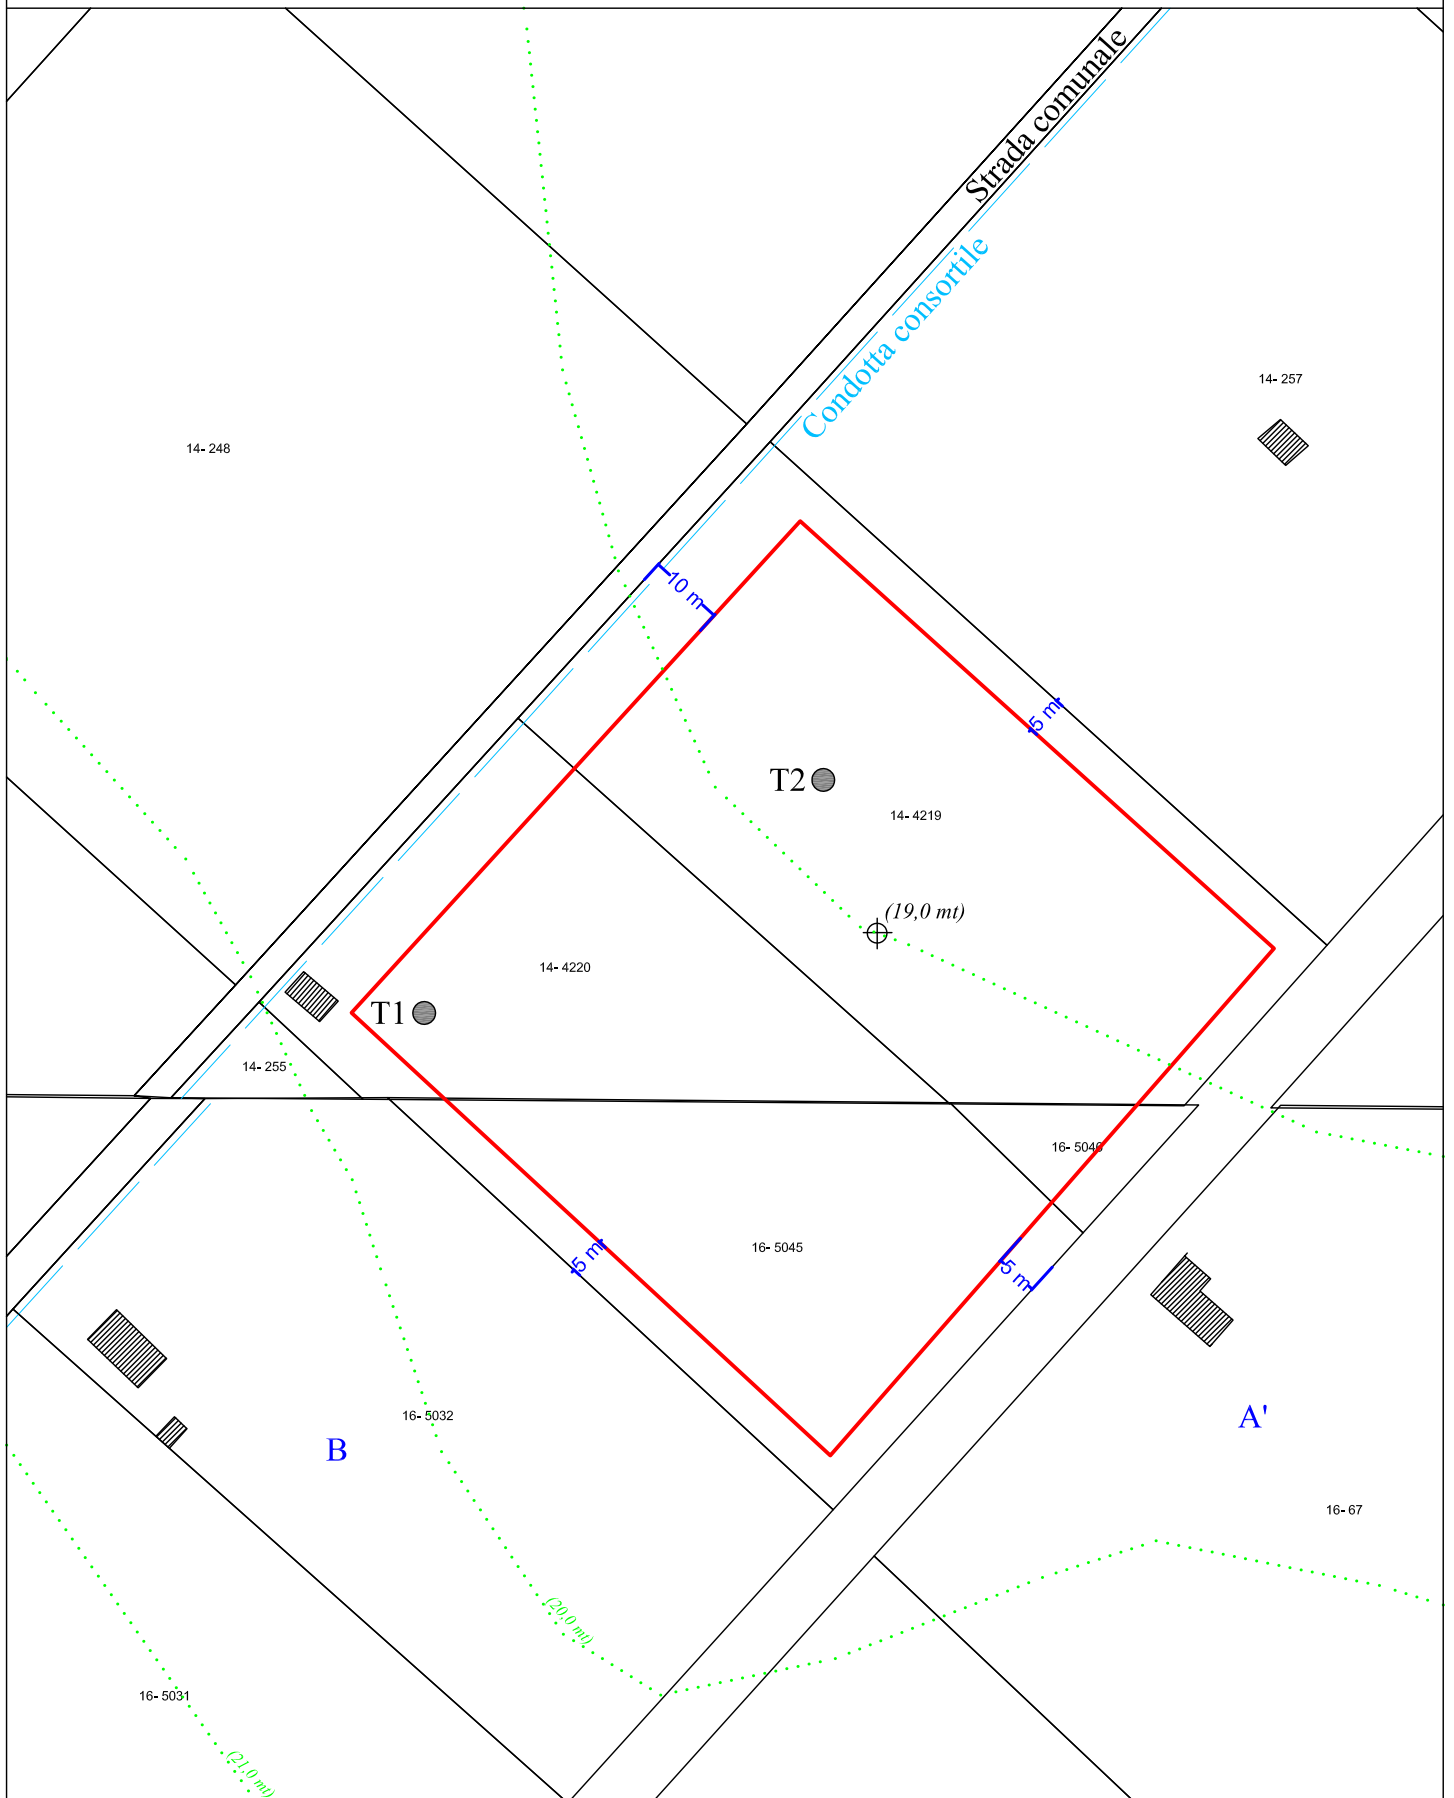 Strada comunale
Condotta consortile
14- 257
14- 248
10 m
5 m
T2
14- 4219
(19,0 mt)
14- 4220
T1
14- 255
16- 5046
16- 5045
5 m
5 m
16- 5032
B
A'
16- 67
(20,0 mt)
16- 5031
(21,0 mt)